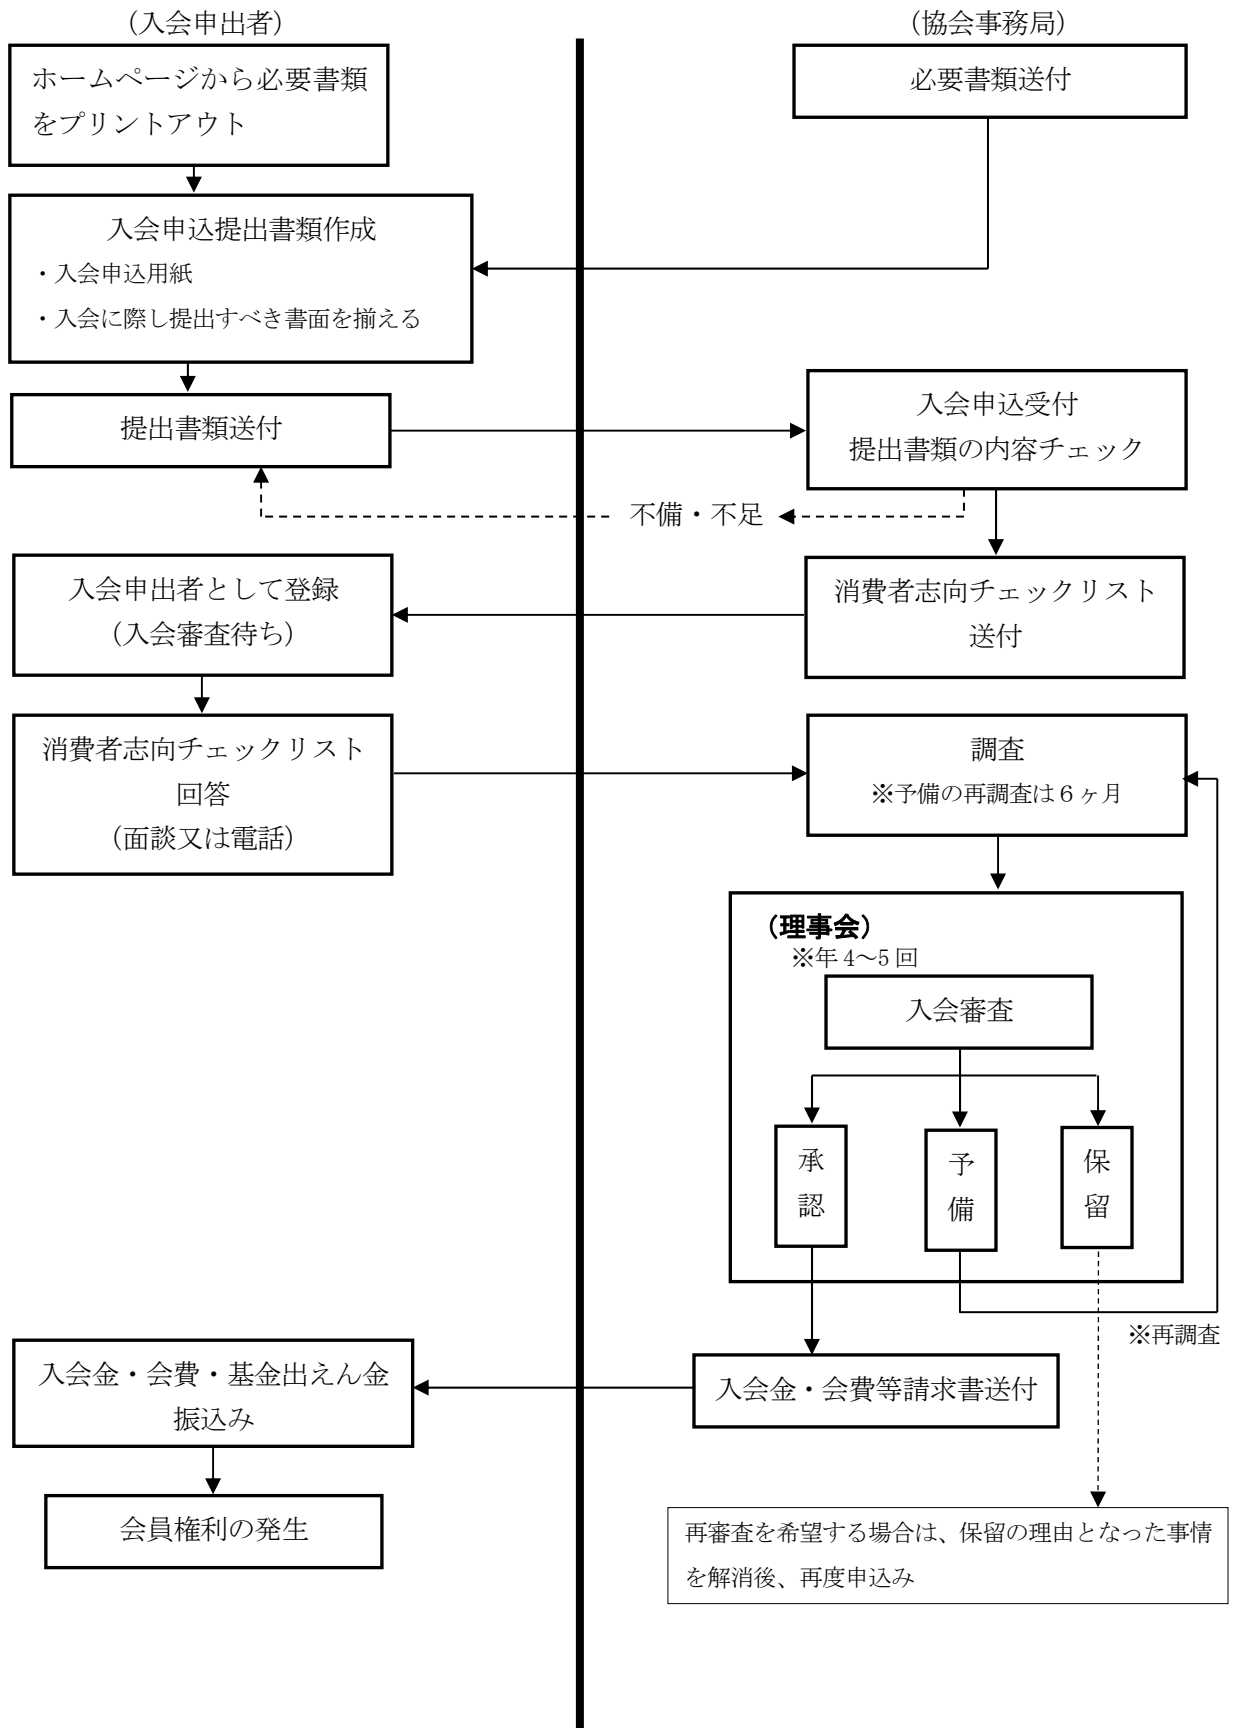 （入会申出者）
（協会事務局）
ホームページから必要書類
をプリントアウト
必要書類送付
入会申込提出書類作成
・入会申込用紙
・入会に際し提出すべき書面を揃える
提出書類送付
入会申込受付
提出書類の内容チェック
不備・不足
入会申出者として登録
（入会審査待ち）
消費者志向チェックリスト
送付
消費者志向チェックリスト
回答
（面談又は電話）
調査
※予備の再調査は６ヶ月
（理事会）
※年 4～5 回
入会審査
承認
予備
保留
※再調査
入会金・会費・基金出えん金
振込み
入会金・会費等請求書送付
会員権利の発生
再審査を希望する場合は、保留の理由となった事情
を解消後、再度申込み